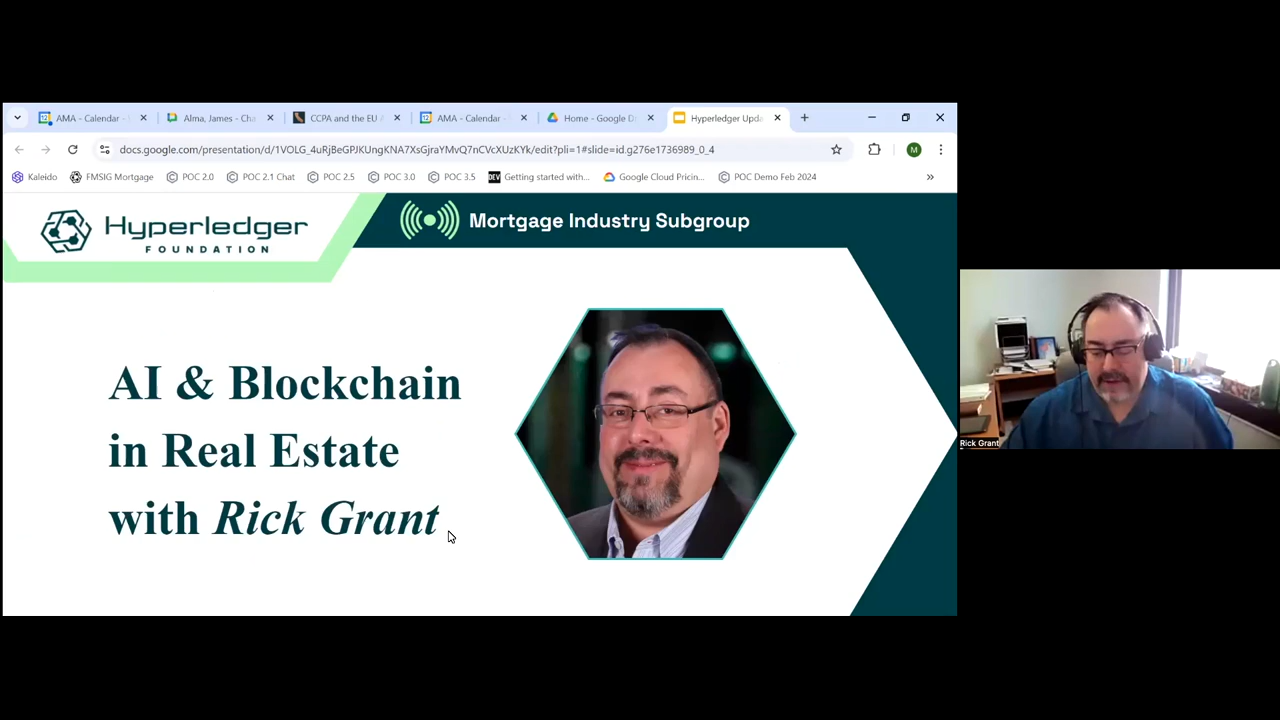 AMA - Calendar -
Alma, James - Cha
CCPA and the EU A
AMA - Calendar -
Home - Google D
Hyperledger Upda
docs.google.com/presentation/d/1VOLG_4uRjBeGPJKUngKNA7XsGjraYMvQ7nCVcXUzKYk/edit?pli=1#slide=id.g276e1736989_0_4
M
Kaleido
FMSIG Mortgage
POC 2.0
POC 2.1 Chat
POC 2.5
POC 3.0
POC 3.5
DEV
Getting started with...
Google Cloud Pricin...
POC Demo Feb 2024
Hyperledger
FOUNDATION
Mortgage Industry Subgroup
AI & Blockchain
in Real Estate
with Rick Grant
Rick Grant